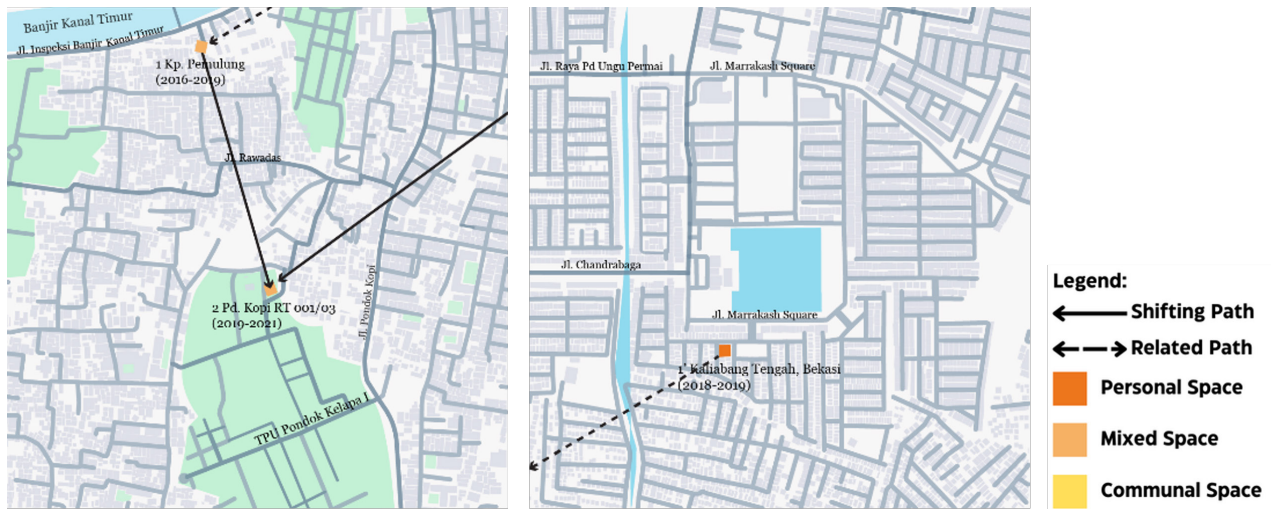 Banjir Kanal Timur
Jl. Inspeksi Banjir Kanal Timur
1 Kp. Pemulung
(2016-2019)
Jl. Rawadas
2 Pd. Kopi RT 001/03
(2019-2021)
Jl. Pondok Kopi
TPU Pondok Kelapa I
Jl. Raya Pd Ungu Permai
Jl. Marrakash Square
Jl. Chandrabaga
Jl. Marrakash Square
1' Kaliabang Tengah, Bekasi
(2018-2019)
Legend:
Shifting Path
Related Path
Personal Space
Mixed Space
Communal Space